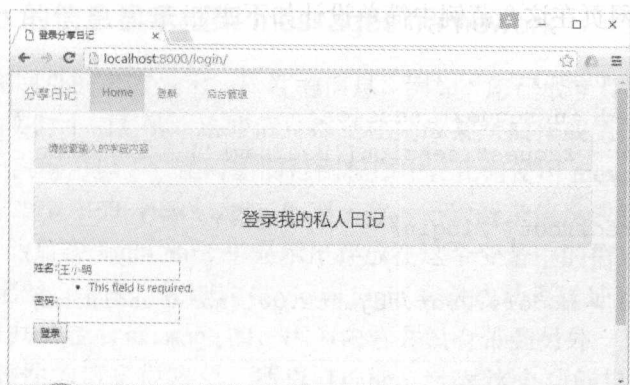 登录分享日记
localhost:8000/login/
分享日记 Home 登录 后台管理
请检查输入的字段内容
登录我的私人日记
姓名: 王小明
This field is required.
密码:
登录